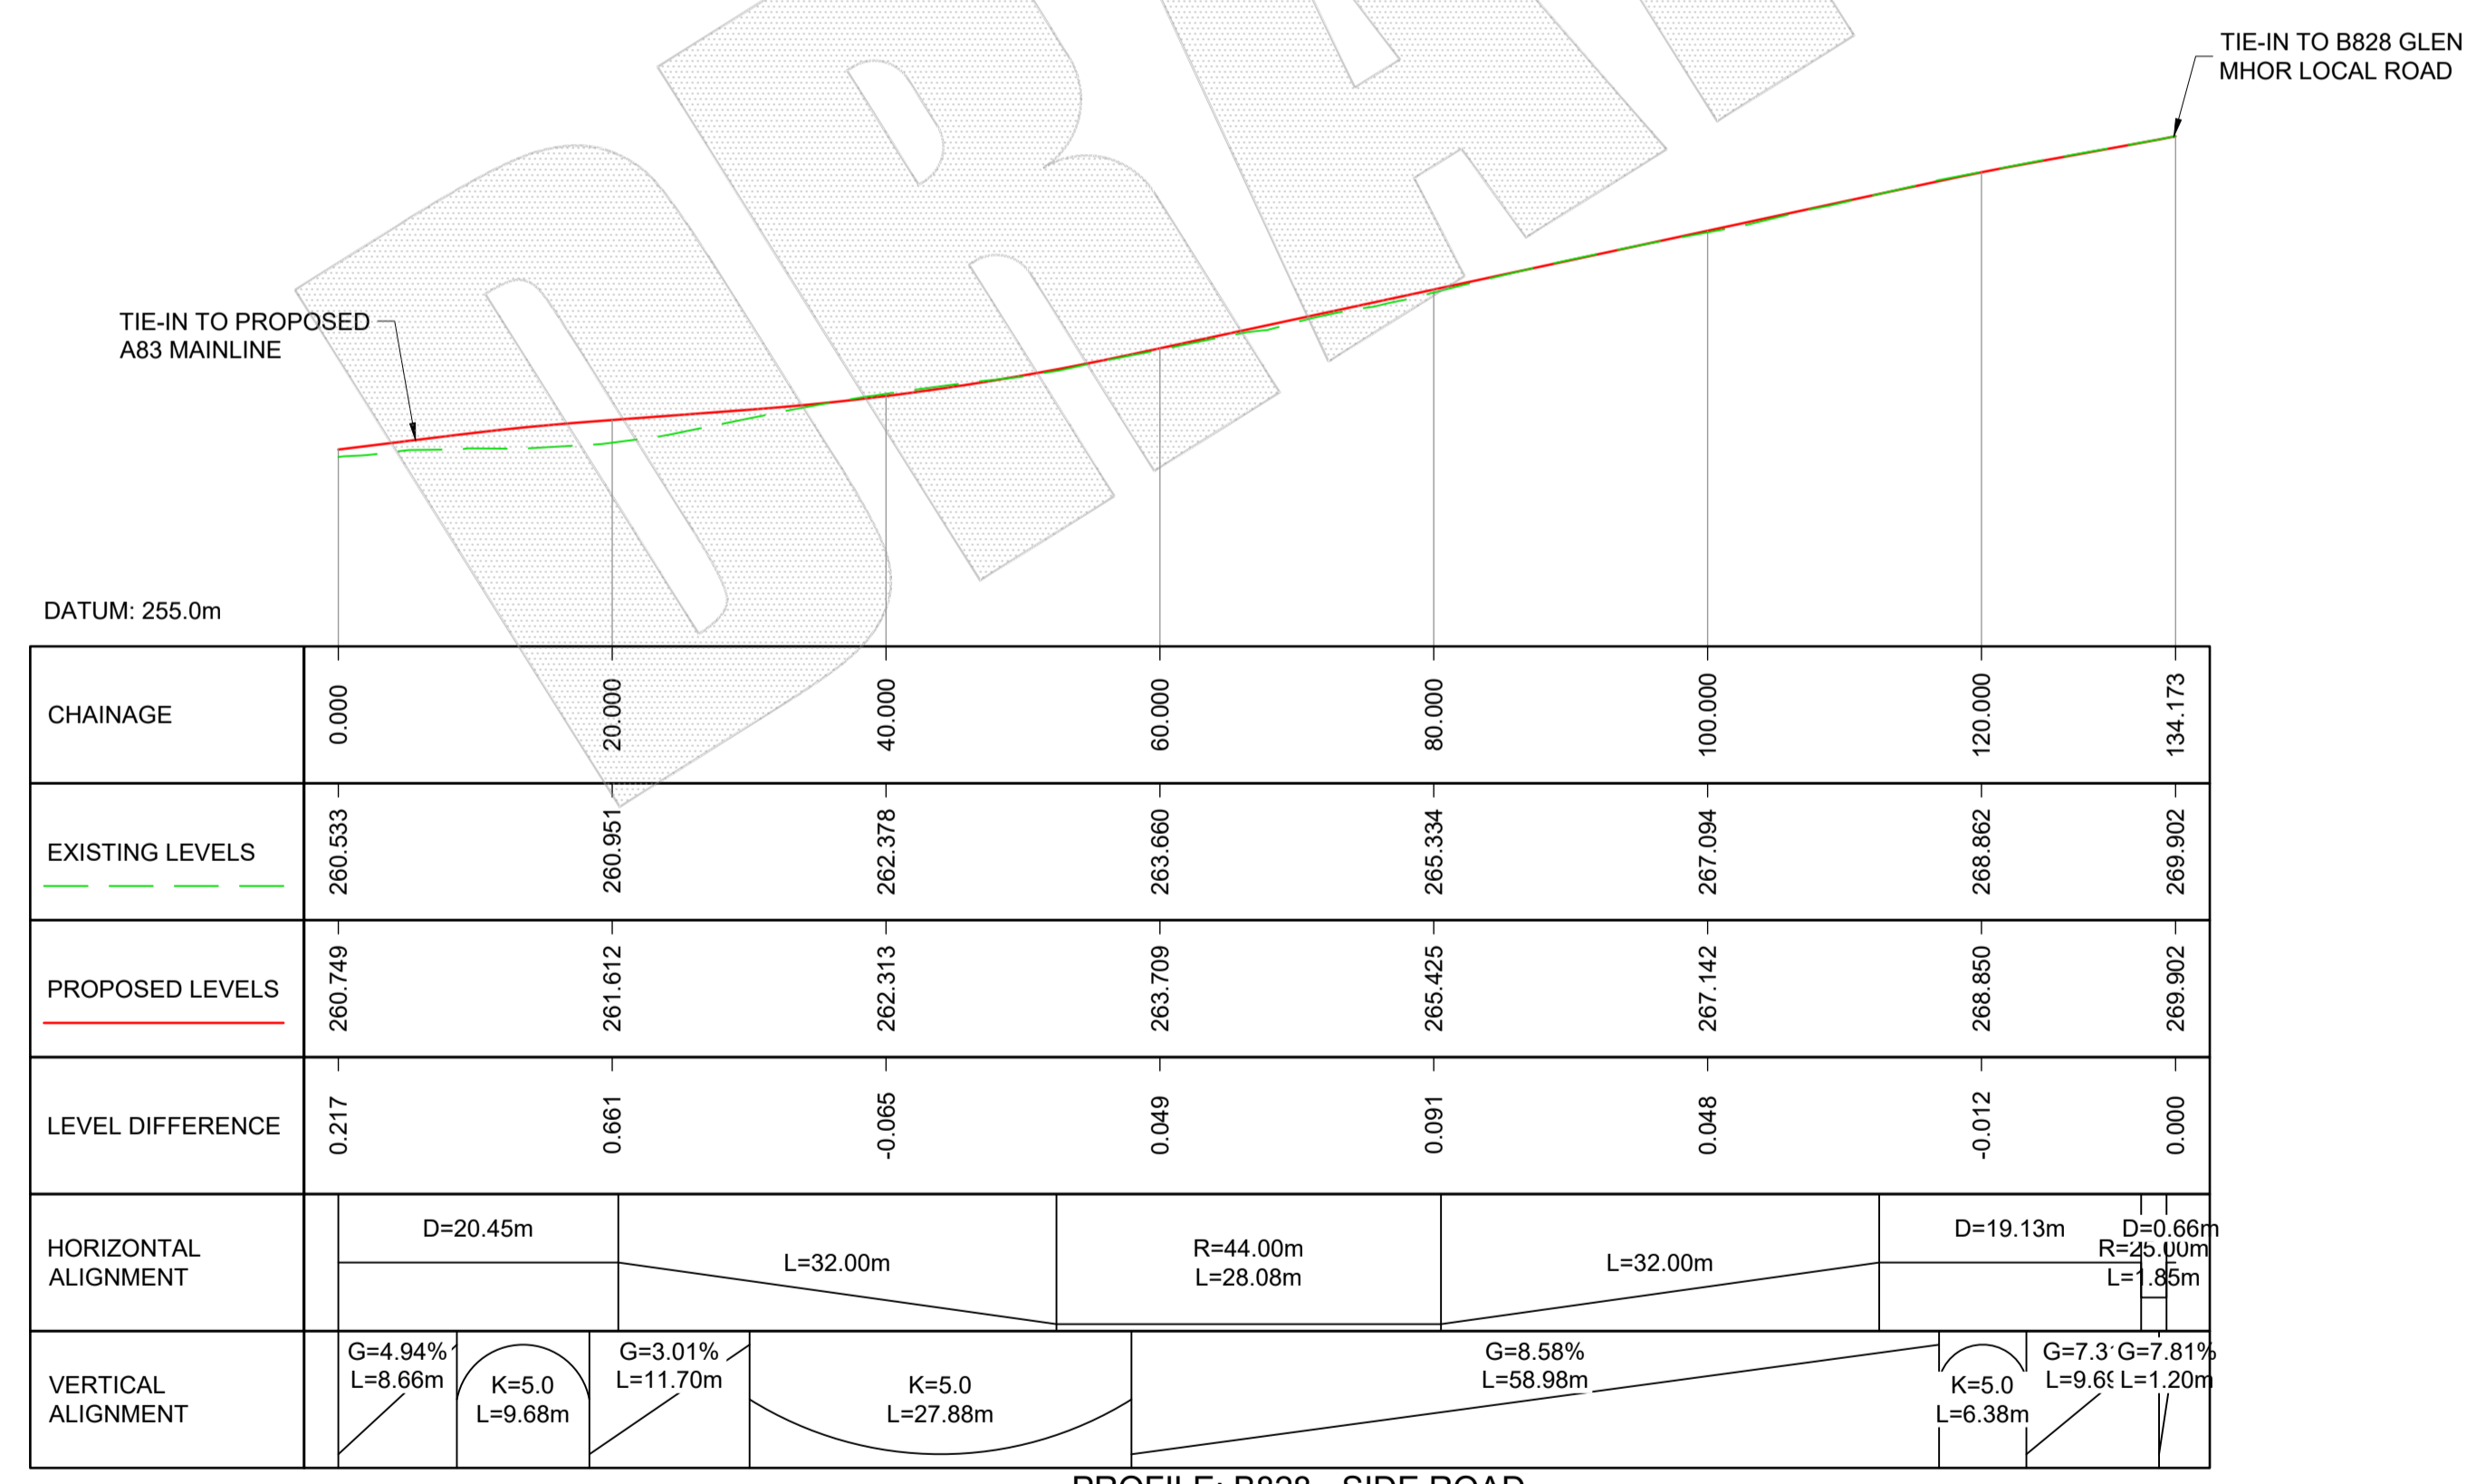 TIE-IN TO B828 GLEN
MHOR LOCAL ROAD
TIE-IN TO PROPOSED
A83 MAINLINE
DATUM: 255.0m
CHAINAGE
0.000
20.000
40.000
60.000
80.000
100.000
120.000
134.173
EXISTING LEVELS
260.533
260.951
262.378
263.660
265.334
267.094
268.862
269.902
PROPOSED LEVELS
260.749
261.612
262.313
263.709
265.425
267.142
268.850
269.902
LEVEL DIFFERENCE
0.217
0.661
-0.065
0.049
0.091
0.048
-0.012
0.000
HORIZONTAL
ALIGNMENT
D=20.45m
L=32.00m
R=44.00m
L=28.08m
L=32.00m
D=19.13m
D=0.66m
R=25.00m
L=1.85m
VERTICAL
ALIGNMENT
G=4.94%
L=8.66m
K=5.0
L=9.68m
G=3.01%
L=11.70m
K=5.0
L=27.88m
G=8.58%
L=58.98m
K=5.0
L=6.38m
G=7.81%
L=1.20m
PROFILE: B828 - SIDE ROAD